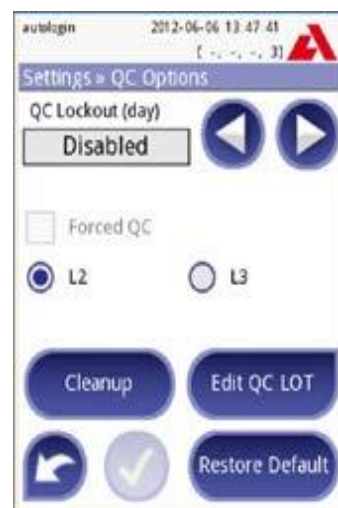 autologin 2012-06-06 13:47:41
[ -, -, -, 3]
Settings » QC Options
QC Lockout (day)
Disabled
Forced QC
L2 L3
Cleanup Edit QC LOT
Restore Default